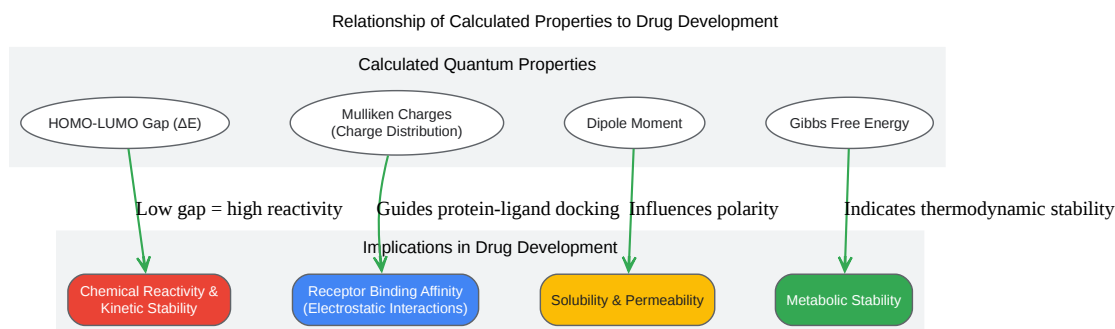 Relationship of Calculated Properties to Drug Development
Calculated Quantum Properties
HOMO-LUMO Gap (ΔE)
Mulliken Charges
(Charge Distribution)
Dipole Moment
Gibbs Free Energy
Low gap = high reactivity
Guides protein-ligand docking
Influences polarity
Indicates thermodynamic stability
Implications in Drug Development
Chemical Reactivity &
Kinetic Stability
Receptor Binding Affinity
(Electrostatic Interactions)
Solubility & Permeability
Metabolic Stability